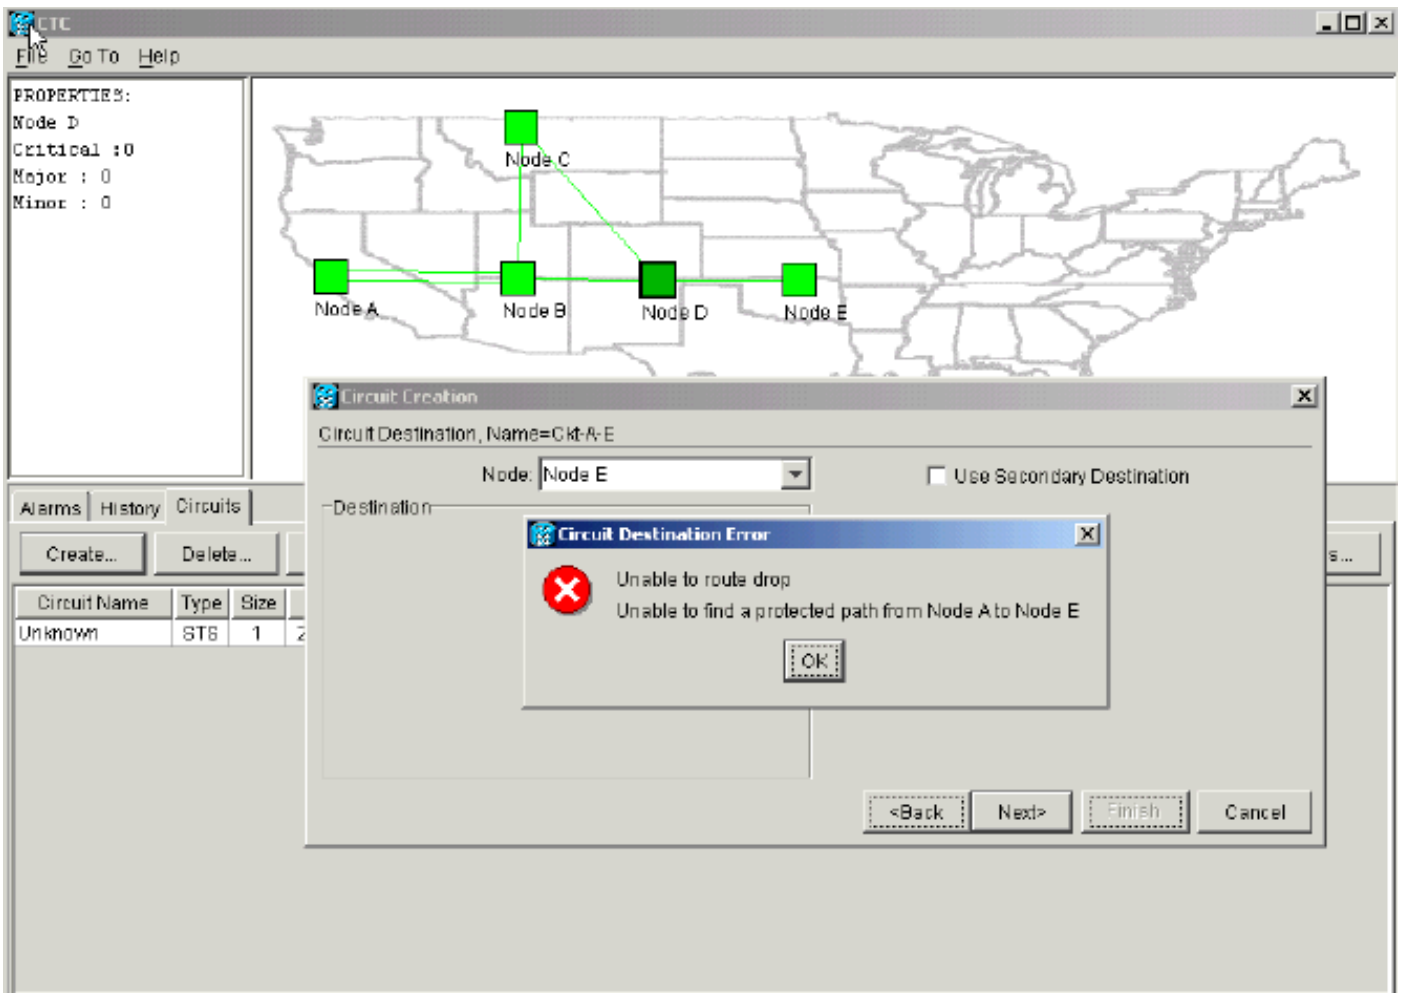 CTC
File Go To Help
PROPERTIES:
Node D
Critical :0
Major : 0
Minor : 0
Node C
Node A
Node B
Node D
Node E
Circuit Creation
Circuit Destination, Name=Ckt-A-E
Node: Node E
Use Secondary Destination
Destination
Alarms History Circuits
Create... Delete... s...
Circuit Destination Error
Unable to route drop
Unable to find a protected path from Node A to Node E
OK
Circuit Name Type Size
Unknown STS 1 2
<Back Next> Finish Cancel